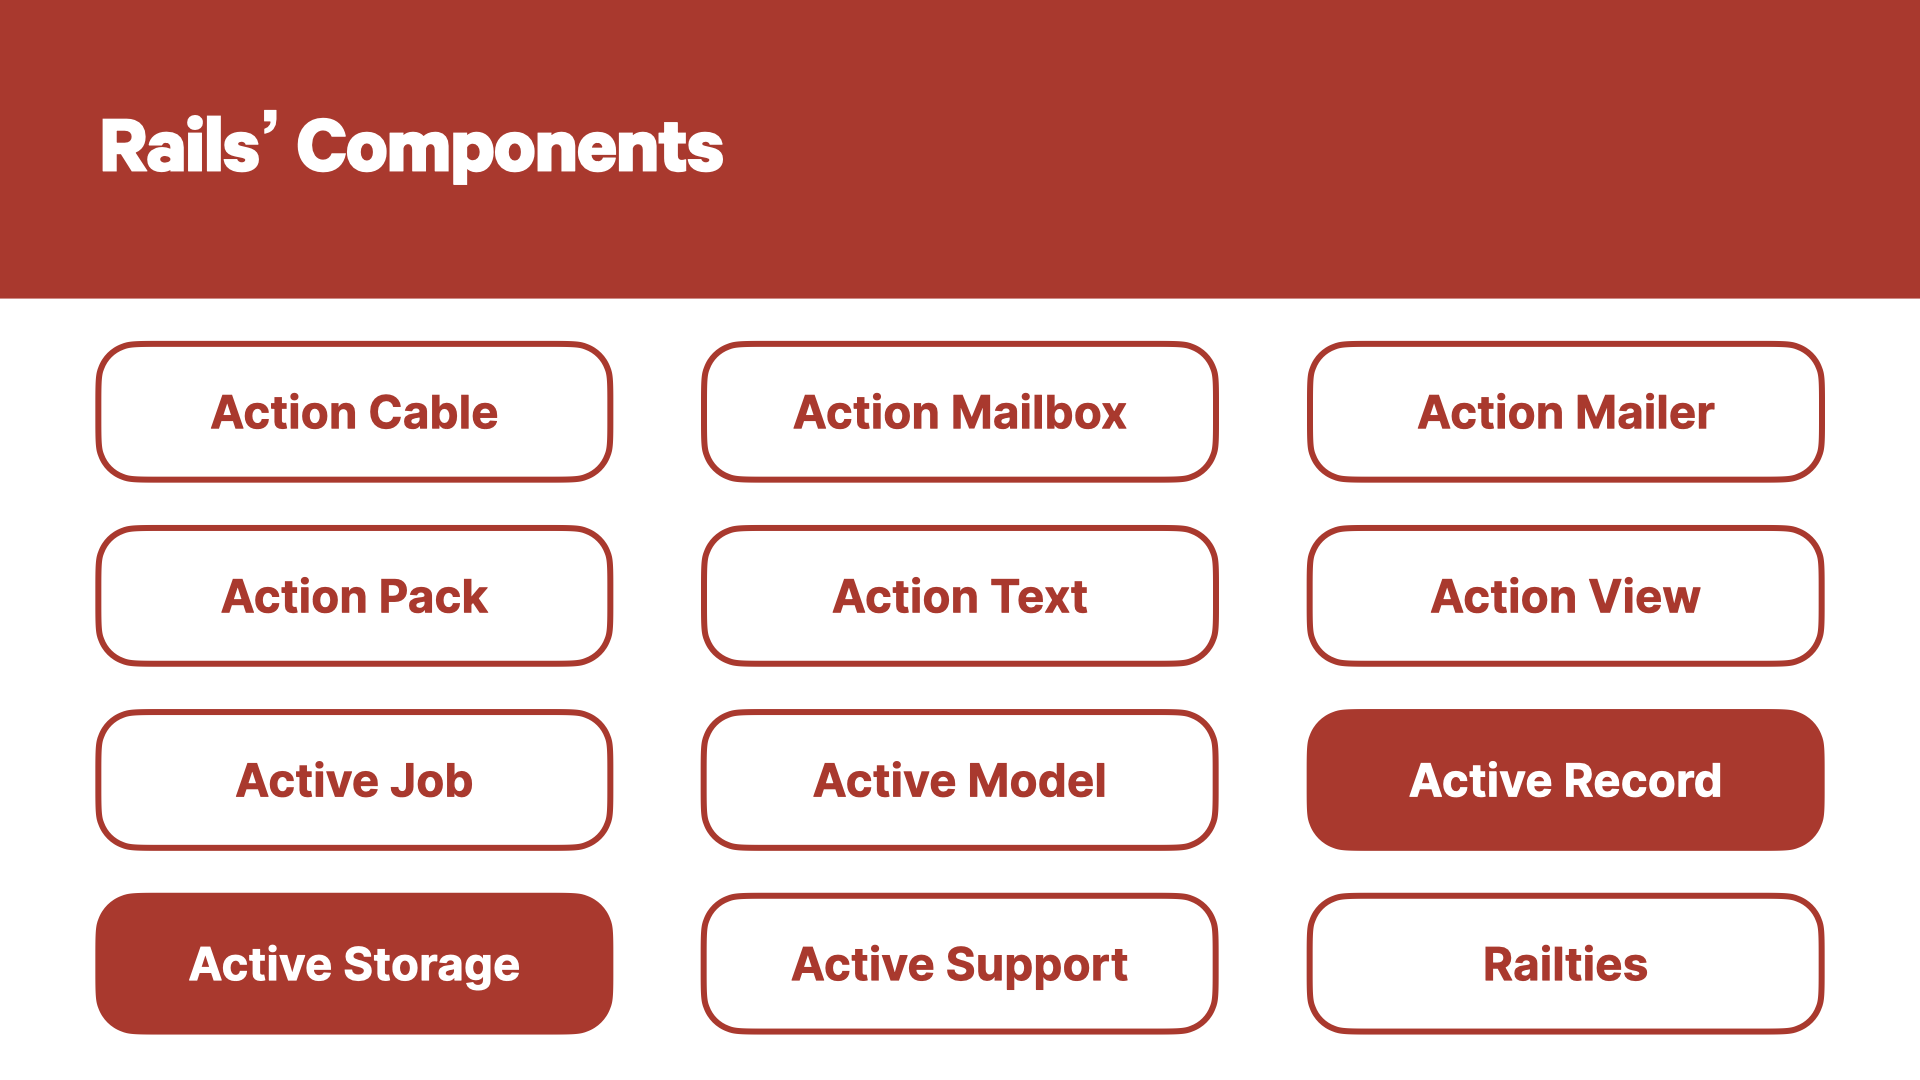 Rails’ Components
Action Cable
Action Mailbox
Action Mailer
Action Pack
Action Text
Action View
Active Job
Active Model
Active Record
Active Storage
Active Support
Railties